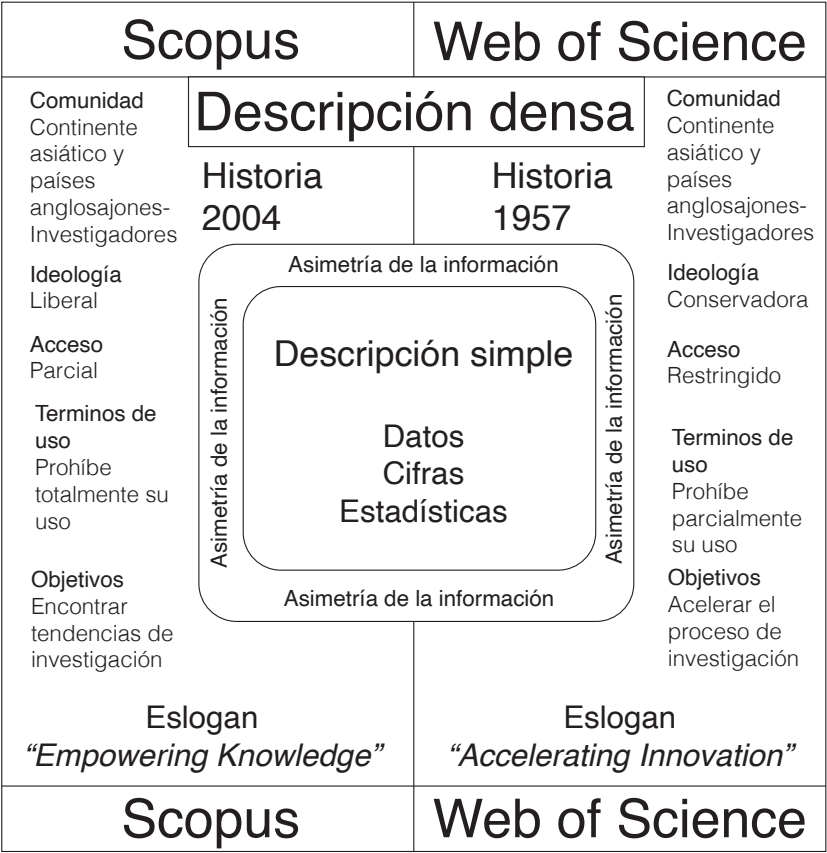 Scopus
Web of Science
Descripción densa
Comunidad
Continente
asiático y
países
anglosajones-
Investigadores
Ideología
Liberal
Acceso
Parcial
Terminos de
uso
Prohíbe
totalmente su
uso
Objetivos
Encontrar
tendencias de
investigación
Historia
2004
Historia
1957
Asimetría de la información
Asimetría de la información
Descripción simple
Datos
Cifras
Estadísticas
Asimetría de la información
Asimetría de la información
Comunidad
Continente
asiático y
países
anglosajones-
Investigadores
Ideología
Conservadora
Acceso
Restringido
Terminos de
uso
Prohíbe
parcialmente
su uso
Objetivos
Acelerar el
proceso de
investigación
Eslogan
“Empowering Knowledge”
Eslogan
“Accelerating Innovation”
Scopus
Web of Science